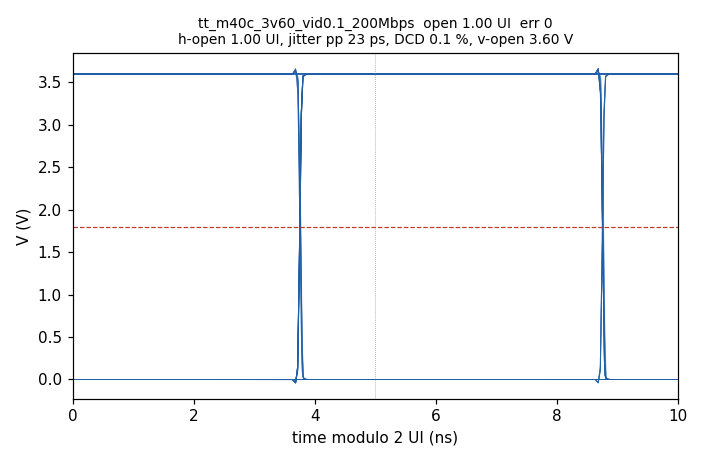 tt_m40c_3v60_vid0.1_200Mbps  open 1.00 UI  err 0
h-open 1.00 UI, jitter pp 23 ps, DCD 0.1 %, v-open 3.60 V
3.5
3.0
2.5
2.0
1.5
1.0
0.5
0.0
V (V)
0 2 4 6 8 10
time modulo 2 UI (ns)